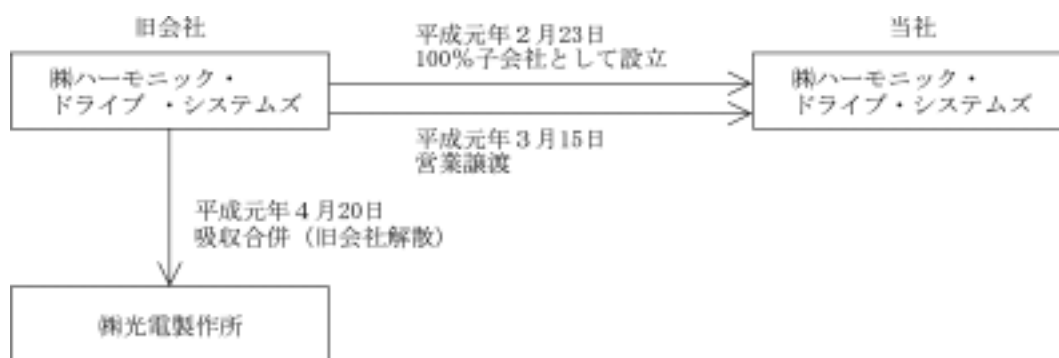 旧会社
平成元年2月23日
100%子会社として設立
当社
㈱ハーモニック・
ドライブ・システムズ
㈱ハーモニック・
ドライブ・システムズ
平成元年3月15日
営業譲渡
平成元年4月20日
吸収合併（旧会社解散）
㈱光電製作所